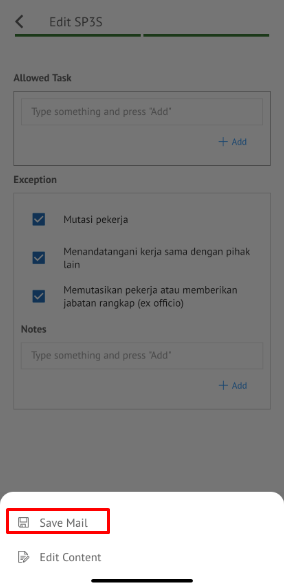 Edit SP3S
Allowed Task
Type something and press "Add"
+ Add
Exception
Mutasi pekerja
Menandatangani kerja sama dengan pihak
lain
Memutasikan pekerja atau memberikan
jabatan rangkap (ex officio)
Notes
Type something and press "Add"
+ Add
Save Mail
Edit Content